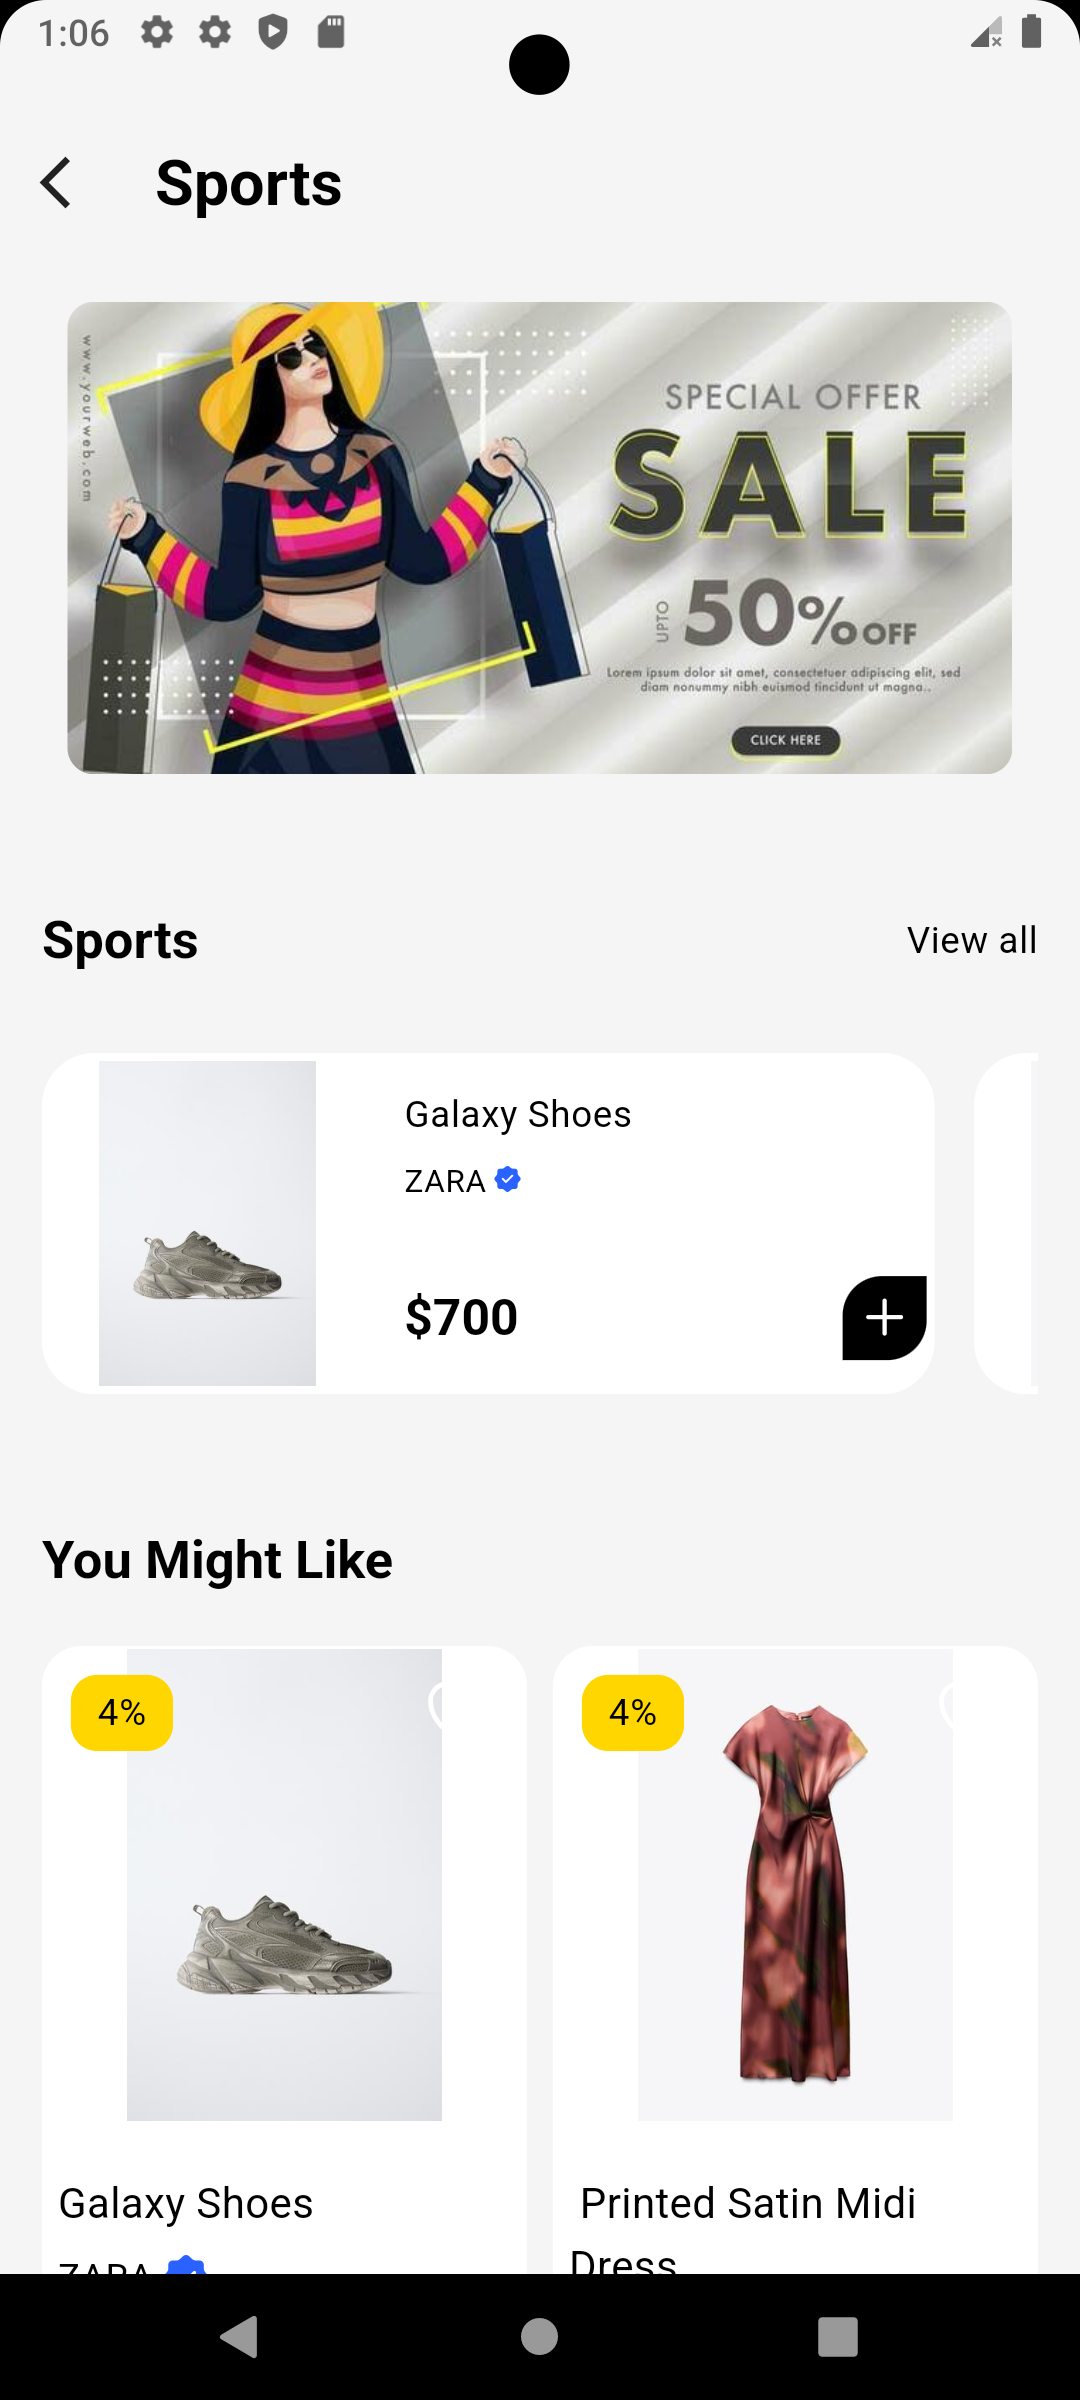 1:06
Sports
www.yourweb.com
SPECIAL OFFER
SALE
UPTO
50% OFF
Lorem ipsum dolor sit amet, consectetuer adipiscing elit, sed
diam nonummy nibh euismod tincidunt ut magna..
CLICK HERE
Sports
View all
Galaxy Shoes
ZARA
$700
You Might Like
4%
4%
Galaxy Shoes
Printed Satin Midi
Dress
ZARA